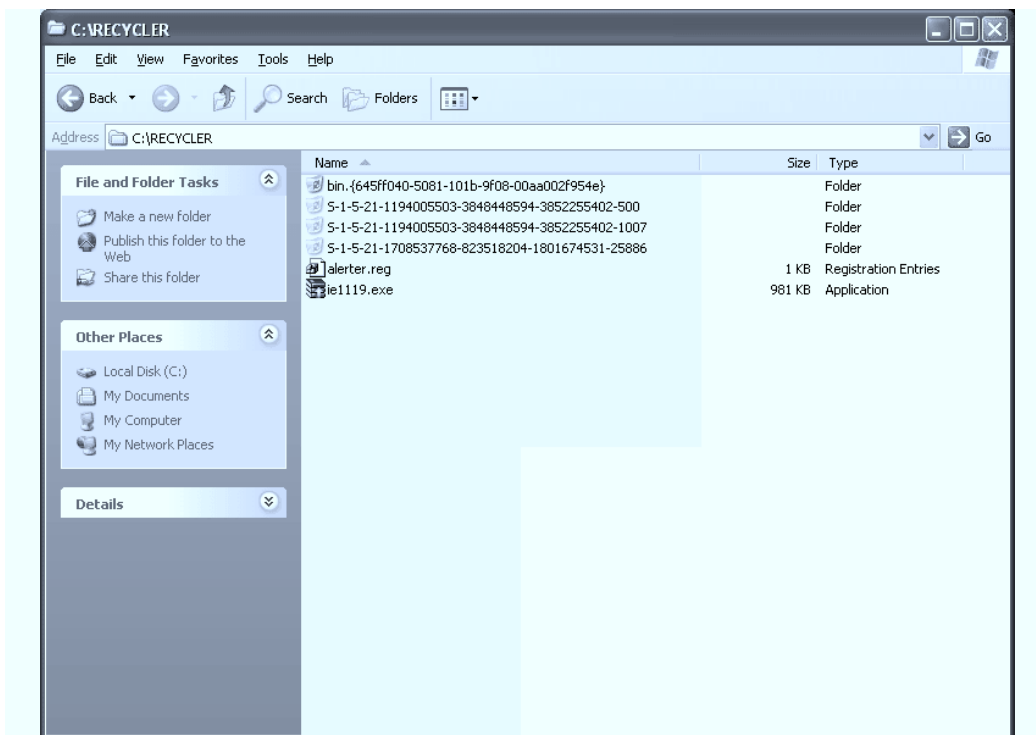 C:\RECYCLER
File Edit View Favorites Tools Help
Back Search Folders
Address C:\RECYCLER Go
File and Folder Tasks
Make a new folder
Publish this folder to the
Web
Share this folder
Other Places
Local Disk (C:)
My Documents
My Computer
My Network Places
Details
Name Size Type
bin.{645ff040-5081-101b-9f08-00aa002f954e} Folder
S-1-5-21-1194005503-3848448594-3852255402-500 Folder
S-1-5-21-1194005503-3848448594-3852255402-1007 Folder
S-1-5-21-1708537768-823518204-1801674531-25886 Folder
alerter.reg 1 KB Registration Entries
ie1119.exe 981 KB Application